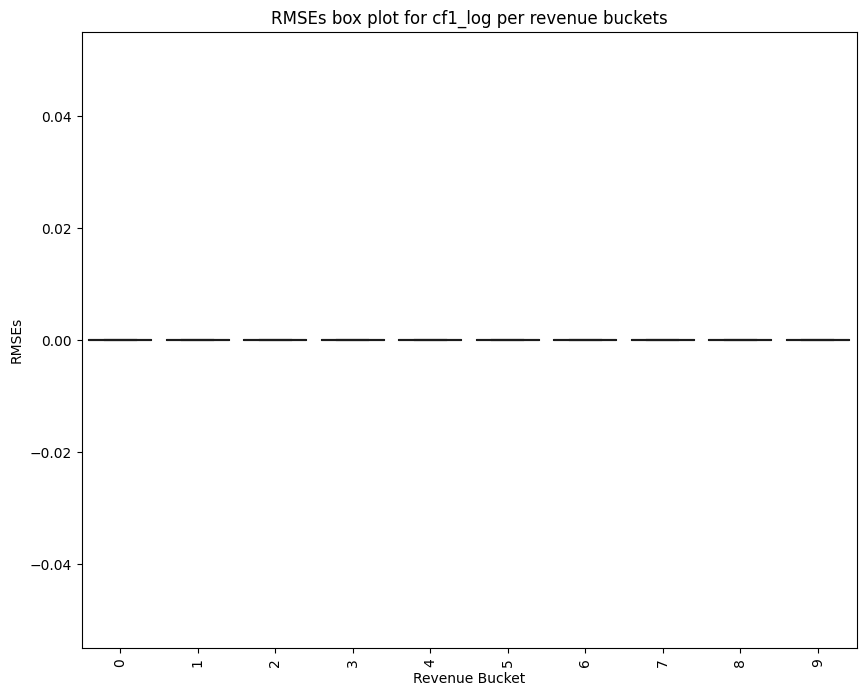 RMSEs box plot for cf1_log per revenue buckets
0.04
0.02
0.00
−0.02
−0.04
RMSEs
0 1 2 3 4 5 6 7 8 9
Revenue Bucket